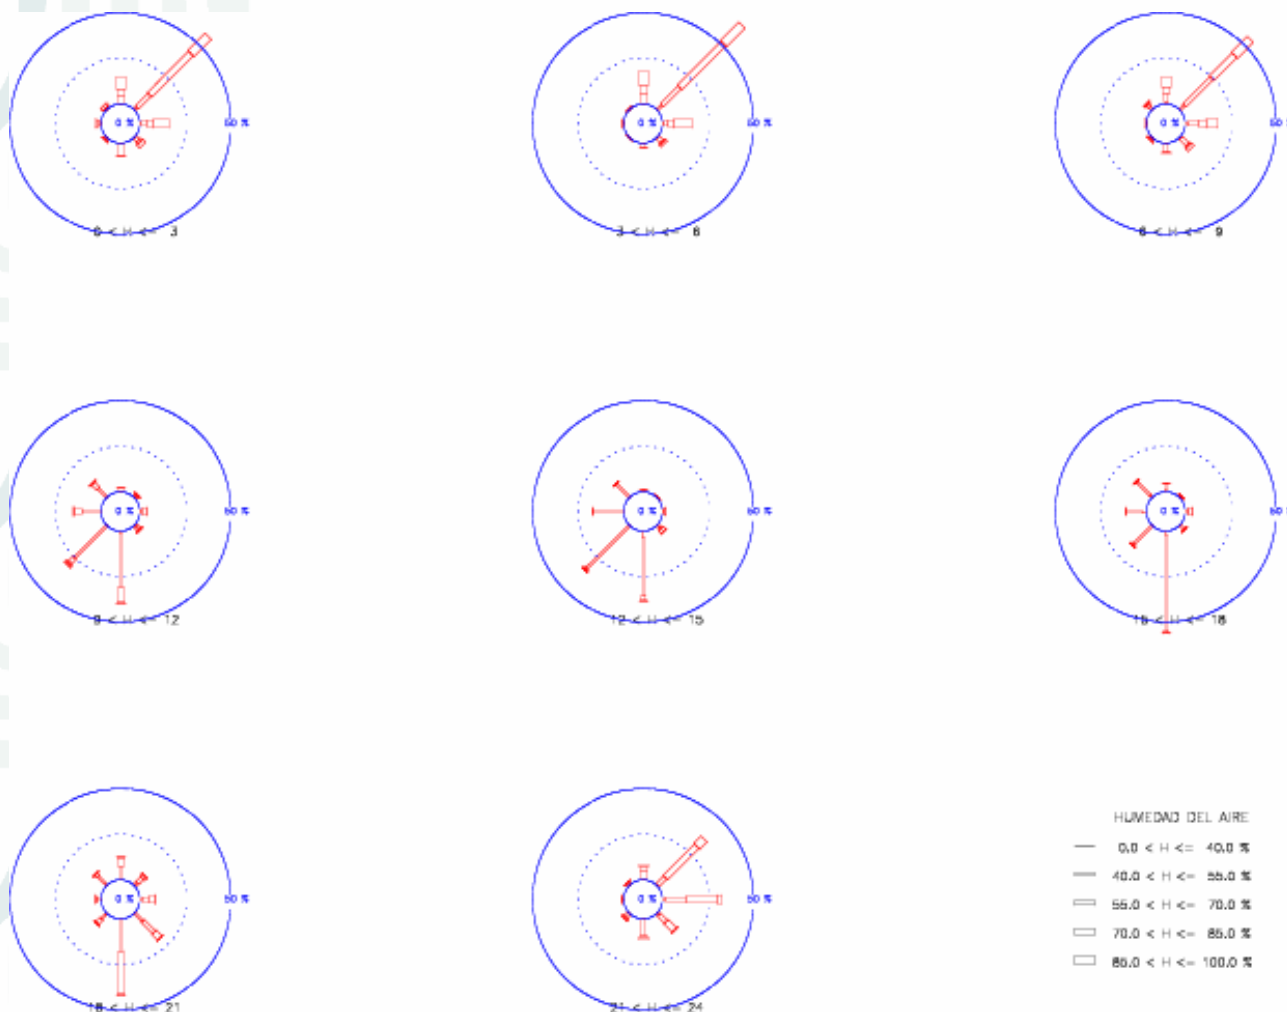 0 % 50 %
0 < H <= 3
0 % 50 %
3 < H <= 6
0 % 50
6 < H <= 9
0 % 50 %
9 < H <= 12
0 % 50 %
12 < H <= 15
0 % 50
15 < H <= 18
0 % 50 %
18 < H <= 21
0 % 50 %
21 < H <= 24
HUMEDAD DEL AIRE
0.0 < H <= 40.0 %
40.0 < H <= 55.0 %
55.0 < H <= 70.0 %
70.0 < H <= 85.0 %
85.0 < H <= 100.0 %